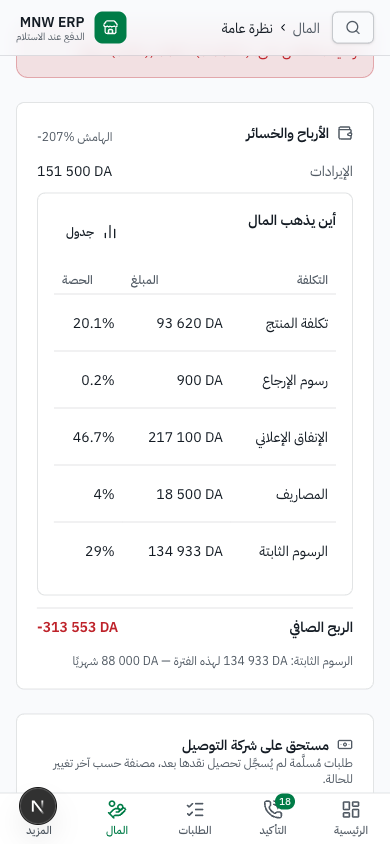 MNW ERP
الدفع عند الاستلام
المال › نظرة عامة
الأرباح والخسائر
الهامش 207%-
الإيرادات
151 500 DA
أين يذهب المال
جدول
التكلفة المبلغ الحصة
تكلفة المنتج 93 620 DA 20.1%
رسوم الإرجاع 900 DA 0.2%
الإنفاق الإعلاني 217 100 DA 46.7%
المصاريف 18 500 DA 4%
الرسوم الثابتة 134 933 DA 29%
الربح الصافي
-313 553 DA
الرسوم الثابتة: 134 933 DA لهذه الفترة — 88 000 DA شهريًا
مستحق على شركة التوصيل
طلبات مُسلَّمة لم يُسجَّل تحصيل نقدها بعد، مصنفة حسب آخر تغيير
للحالة.
الرئيسية
18
التأكيد
الطلبات
المال
N
المزيد